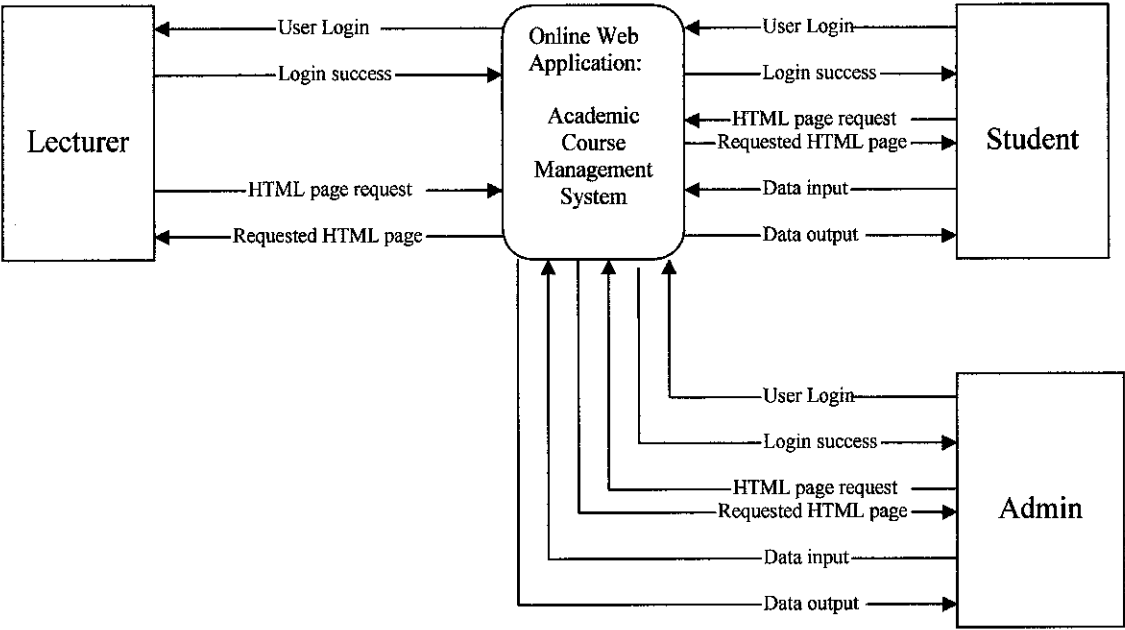 User Login
Login success
Lecturer
HTML page request
Requested HTML page
Online Web
Application:
Academic
Course
Management
System
User Login
Login success
HTML page request
Requested HTML page
Data input
Data output
Student
User Login
Login success
HTML page request
Requested HTML page
Data input
Data output
Admin